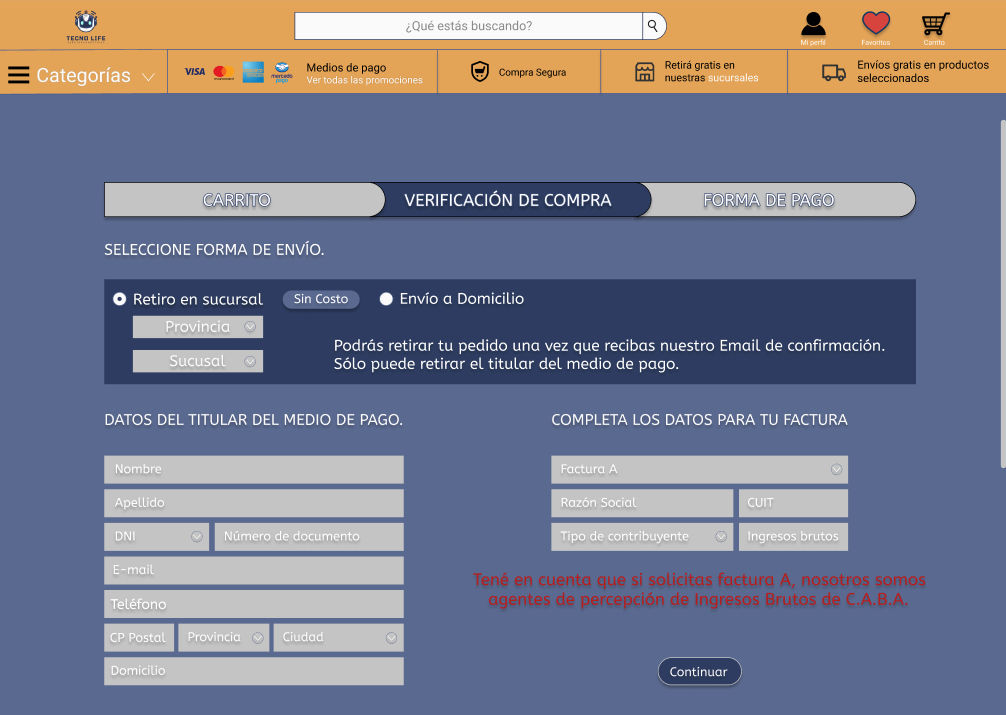 TECNO LIFE
¿Qué estás buscando?
Mi perfil
Favoritos
Carrito
Categorías
VISA
mercado
pago
Medios de pago
Ver todas las promociones
Compra Segura
Retirá gratis en
nuestras sucursales
Envíos gratis en productos
seleccionados
CARRITO
VERIFICACIÓN DE COMPRA
FORMA DE PAGO
SELECCIONE FORMA DE ENVÍO.
Retiro en sucursal
Sin Costo
Envío a Domicilio
Provincia
Sucusal
Podrás retirar tu pedido una vez que recibas nuestro Email de confirmación.
Sólo puede retirar el titular del medio de pago.
DATOS DEL TITULAR DEL MEDIO DE PAGO.
Nombre
Apellido
DNI
Número de documento
E-mail
Teléfono
CP Postal
Provincia
Ciudad
Domicilio
COMPLETA LOS DATOS PARA TU FACTURA
Factura A
Razón Social
CUIT
Tipo de contribuyente
Ingresos brutos
Tené en cuenta que si solicitas factura A, nosotros somos
agentes de percepción de Ingresos Brutos de C.A.B.A.
Continuar